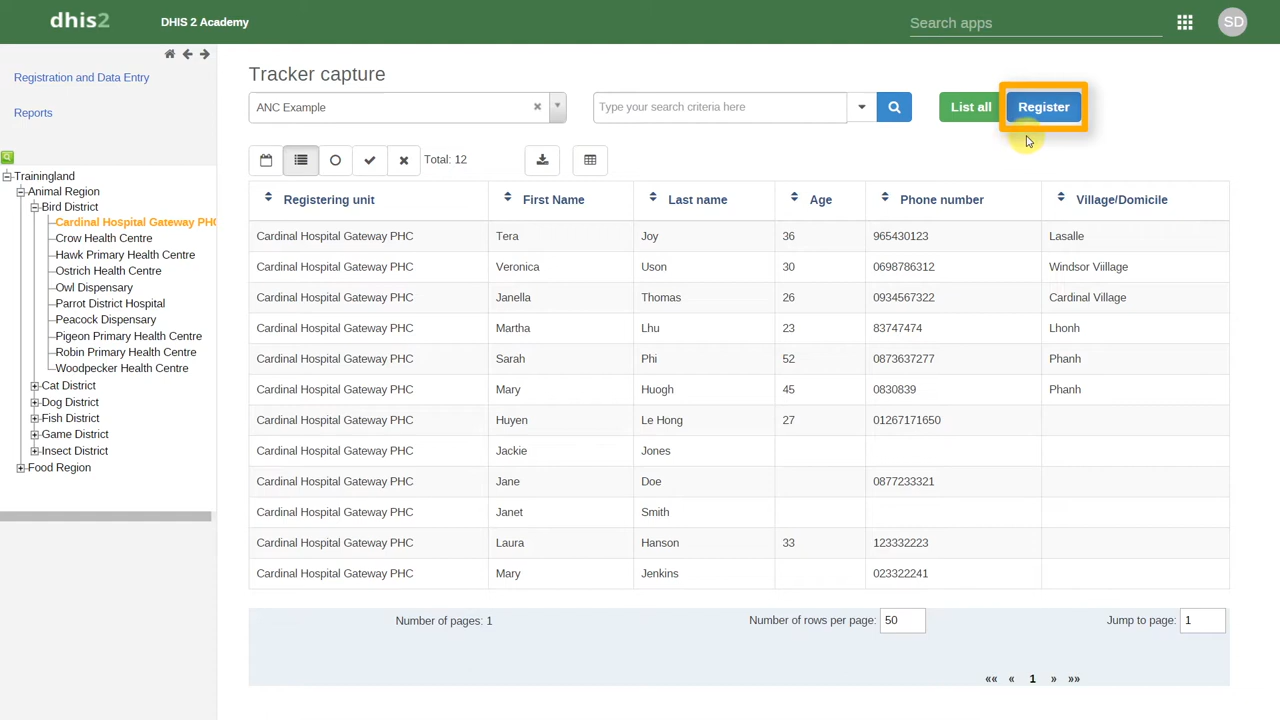 dhis2
DHIS 2 Academy
Search apps
SD
Registration and Data Entry
Reports
Trainingland
Animal Region
Bird District
Cardinal Hospital Gateway PHC
Crow Health Centre
Hawk Primary Health Centre
Ostrich Health Centre
Owl Dispensary
Parrot District Hospital
Peacock Dispensary
Pigeon Primary Health Centre
Robin Primary Health Centre
Woodpecker Health Centre
Cat District
Dog District
Fish District
Game District
Insect District
Food Region
Tracker capture
ANC Example
Type your search criteria here
List all
Register
Total: 12
Registering unit First Name Last name Age Phone number Village/Domicile
Cardinal Hospital Gateway PHC Tera Joy 36 965430123 Lasalle
Cardinal Hospital Gateway PHC Veronica Uson 30 0698786312 Windsor Viillage
Cardinal Hospital Gateway PHC Janella Thomas 26 0934567322 Cardinal Village
Cardinal Hospital Gateway PHC Martha Lhu 23 83747474 Lhonh
Cardinal Hospital Gateway PHC Sarah Phi 52 0873637277 Phanh
Cardinal Hospital Gateway PHC Mary Huogh 45 0830839 Phanh
Cardinal Hospital Gateway PHC Huyen Le Hong 27 01267171650
Cardinal Hospital Gateway PHC Jackie Jones
Cardinal Hospital Gateway PHC Jane Doe 0877233321
Cardinal Hospital Gateway PHC Janet Smith
Cardinal Hospital Gateway PHC Laura Hanson 33 123332223
Cardinal Hospital Gateway PHC Mary Jenkins 023322241
Number of pages: 1 Number of rows per page: 50 Jump to page: 1
«« « 1 » »»